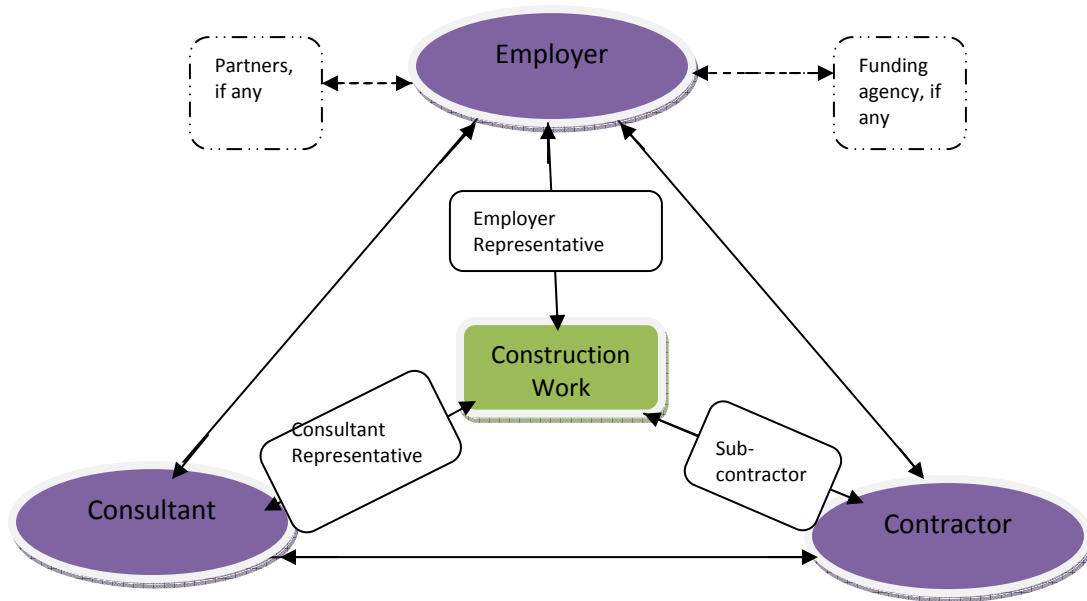 Employer
Partners,
if any
Funding
agency, if
any
Employer
Representative
Construction
Work
Consultant
Representative
Sub-
contractor
Consultant
Contractor